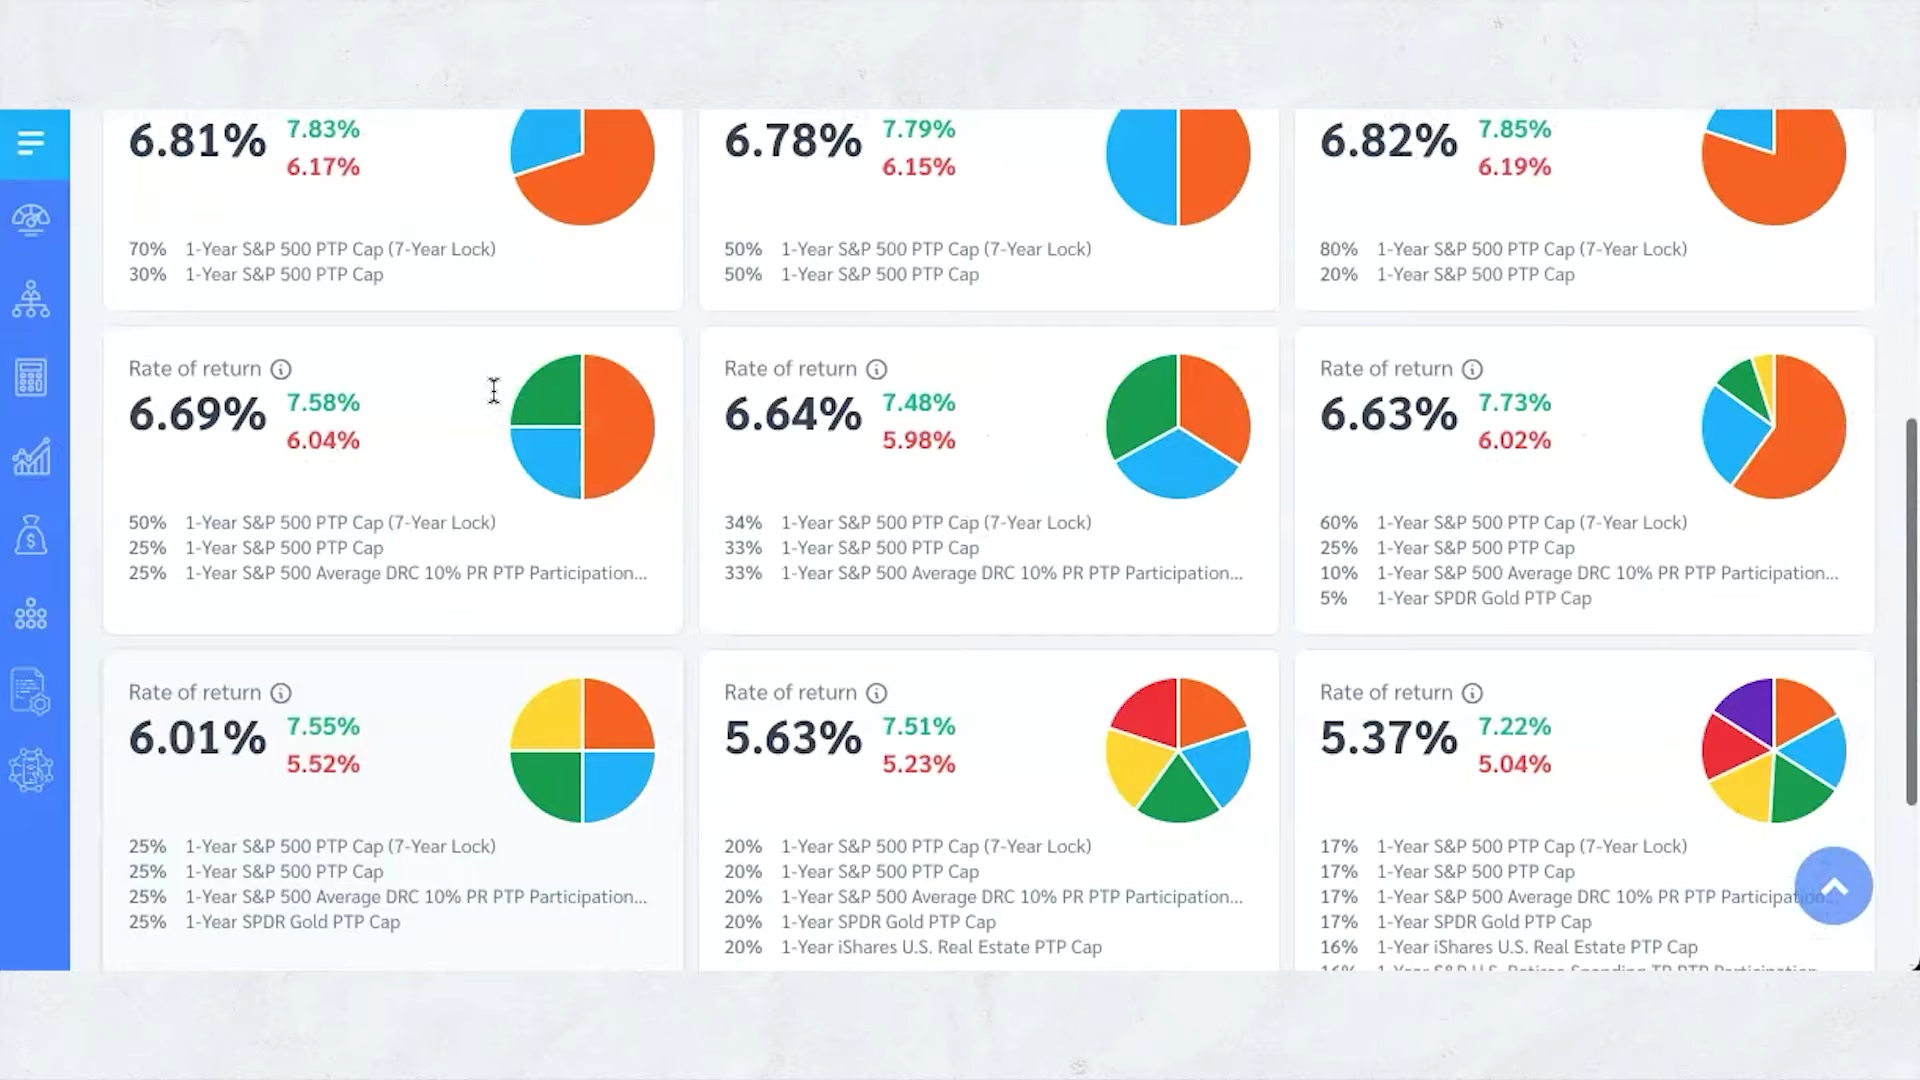 6.81%
7.83%
6.17%
70% 1-Year S&P 500 PTP Cap (7-Year Lock)
30% 1-Year S&P 500 PTP Cap
6.78%
7.79%
6.15%
50% 1-Year S&P 500 PTP Cap (7-Year Lock)
50% 1-Year S&P 500 PTP Cap
6.82%
7.85%
6.19%
80% 1-Year S&P 500 PTP Cap (7-Year Lock)
20% 1-Year S&P 500 PTP Cap
Rate of return
6.69%
7.58%
6.04%
50% 1-Year S&P 500 PTP Cap (7-Year Lock)
25% 1-Year S&P 500 PTP Cap
25% 1-Year S&P 500 Average DRC 10% PR PTP Participation...
Rate of return
6.64%
7.48%
5.98%
34% 1-Year S&P 500 PTP Cap (7-Year Lock)
33% 1-Year S&P 500 PTP Cap
33% 1-Year S&P 500 Average DRC 10% PR PTP Participation...
Rate of return
6.63%
7.73%
6.02%
60% 1-Year S&P 500 PTP Cap (7-Year Lock)
25% 1-Year S&P 500 PTP Cap
10% 1-Year S&P 500 Average DRC 10% PR PTP Participation...
5% 1-Year SPDR Gold PTP Cap
Rate of return
6.01%
7.55%
5.52%
25% 1-Year S&P 500 PTP Cap (7-Year Lock)
25% 1-Year S&P 500 PTP Cap
25% 1-Year S&P 500 Average DRC 10% PR PTP Participation...
25% 1-Year SPDR Gold PTP Cap
Rate of return
5.63%
7.51%
5.23%
20% 1-Year S&P 500 PTP Cap (7-Year Lock)
20% 1-Year S&P 500 PTP Cap
20% 1-Year S&P 500 Average DRC 10% PR PTP Participation...
20% 1-Year SPDR Gold PTP Cap
20% 1-Year iShares U.S. Real Estate PTP Cap
Rate of return
5.37%
7.22%
5.04%
17% 1-Year S&P 500 PTP Cap (7-Year Lock)
17% 1-Year S&P 500 PTP Cap
17% 1-Year S&P 500 Average DRC 10% PR PTP Participation...
17% 1-Year SPDR Gold PTP Cap
16% 1-Year iShares U.S. Real Estate PTP Cap